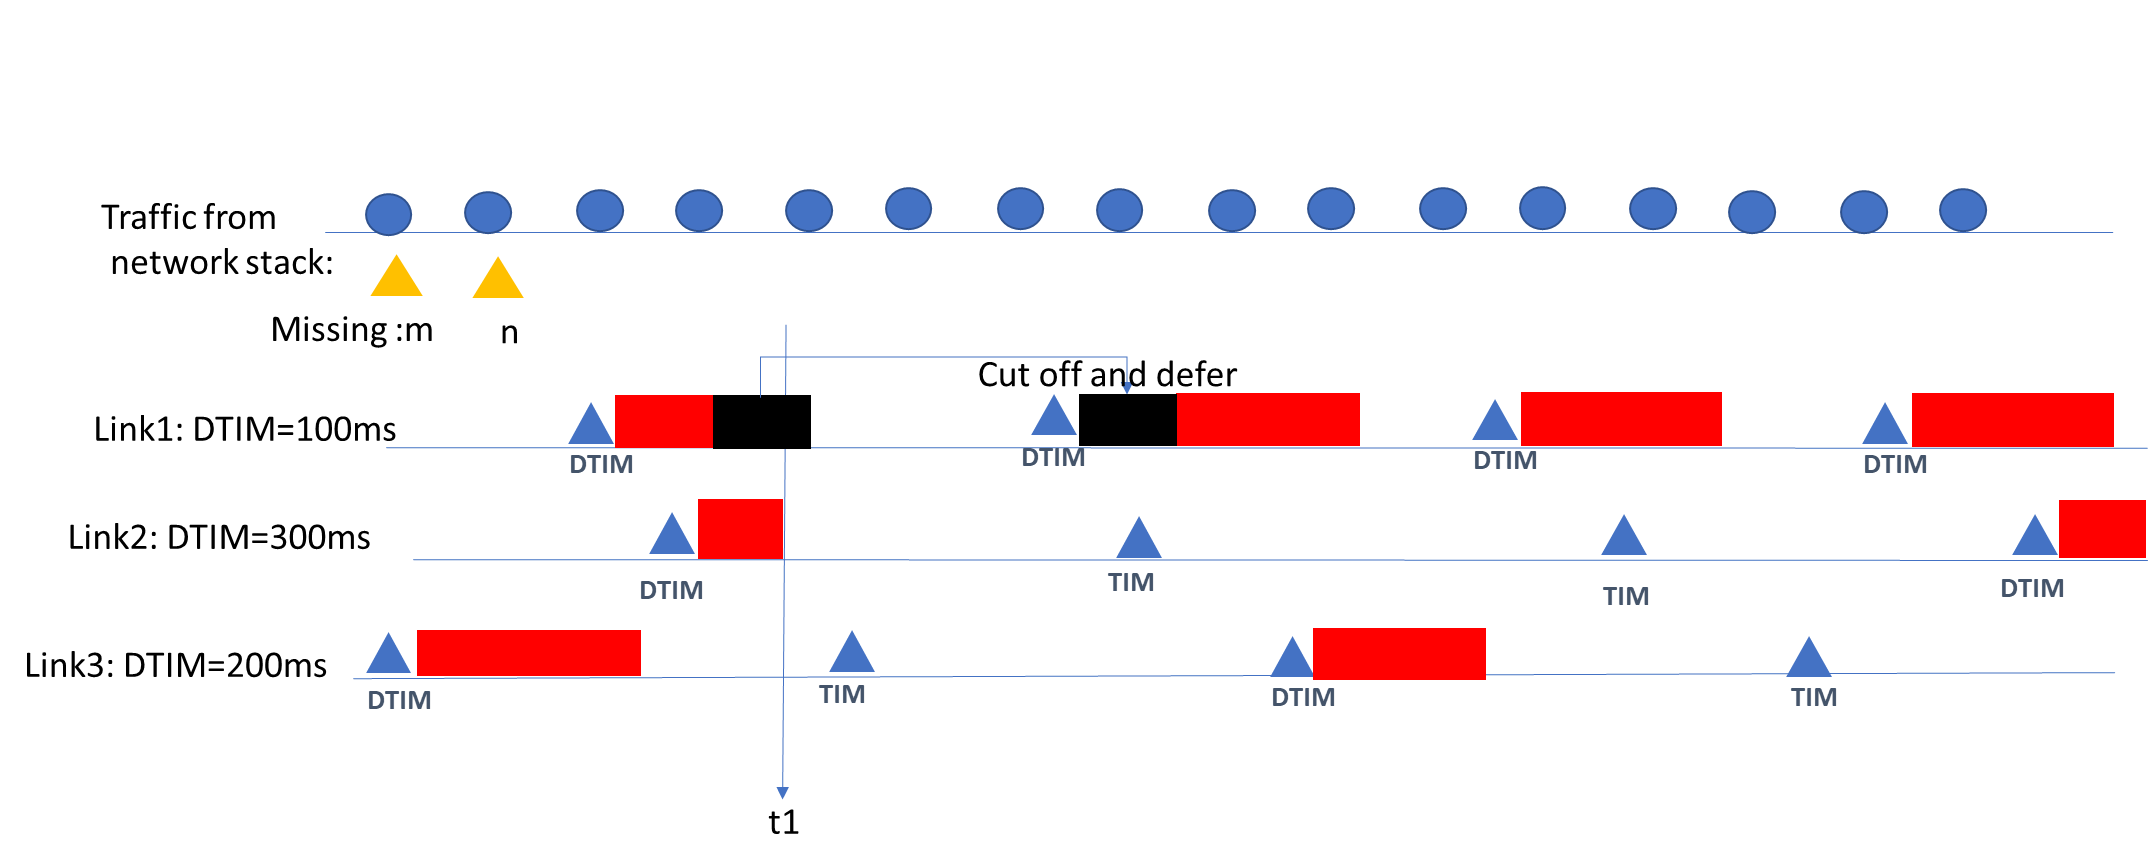 Traffic from
network stack:
Missing :m
n
Cut off and defer
Link1: DTIM=100ms
DTIM
DTIM
DTIM
DTIM
Link2: DTIM=300ms
DTIM
TIM
TIM
DTIM
Link3: DTIM=200ms
DTIM
TIM
DTIM
TIM
t1